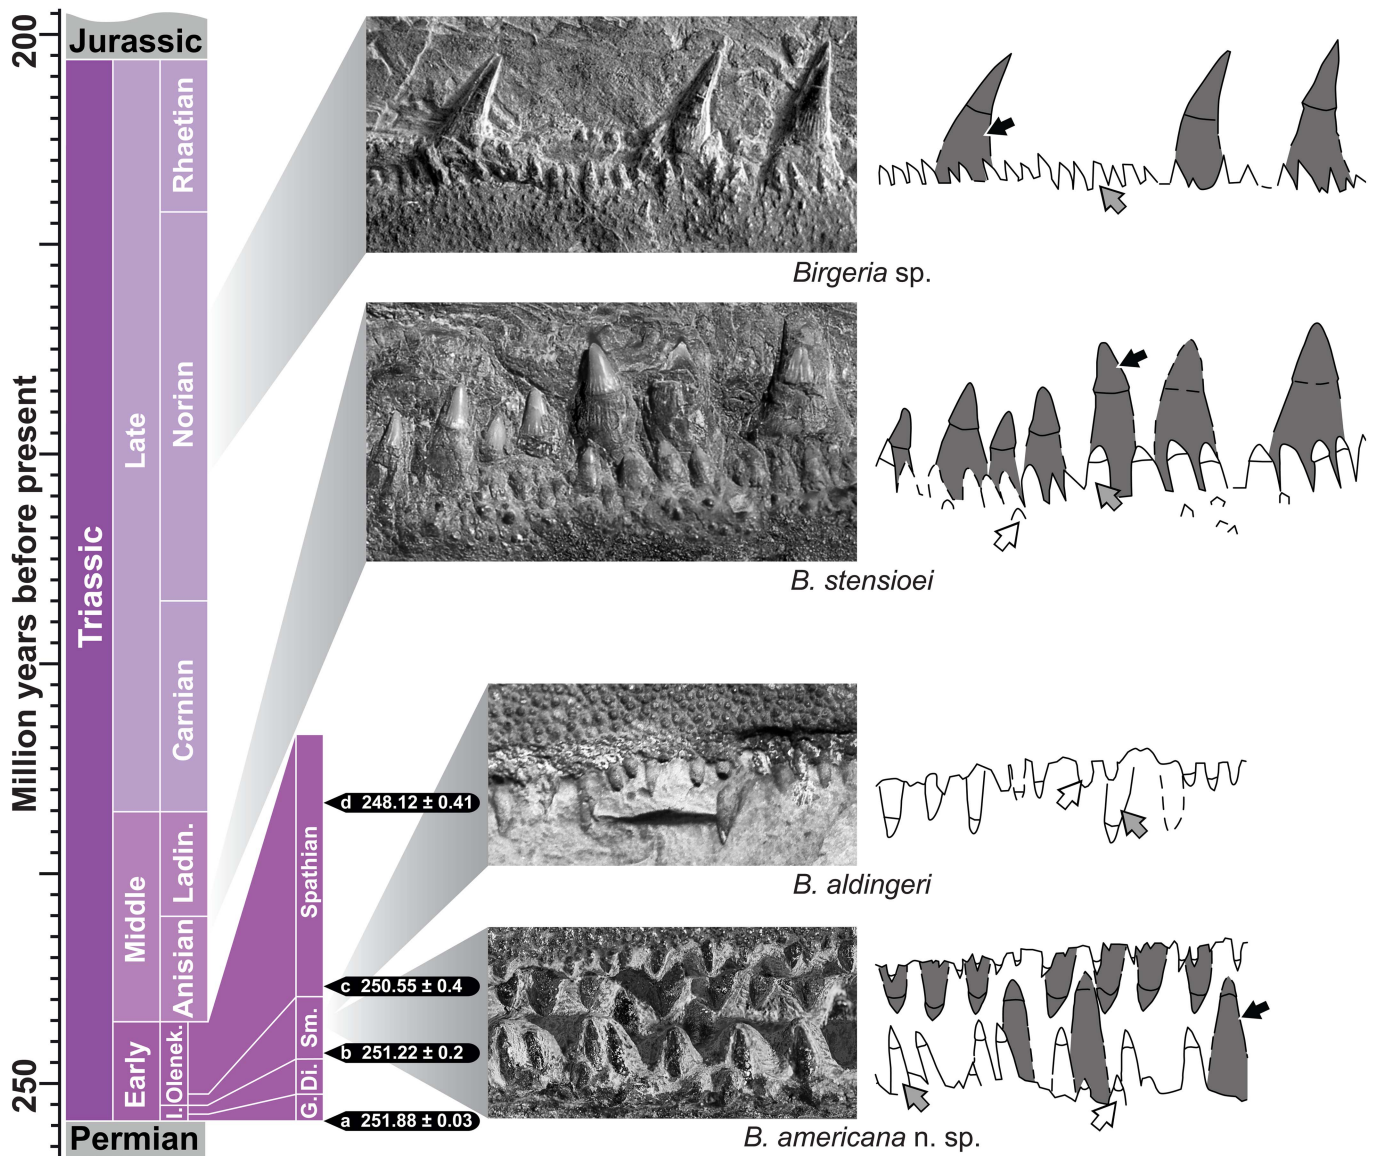 200
250
Million years before present
Jurassic
Triassic
Permian
Late
Middle
Early
Rhaetian
Norian
Carnian
Ladin.
Anisian
Olenek.
I.
Spathian
Sm.
Di.
G.
d 248.12 ± 0.41
c 250.55 ± 0.4
b 251.22 ± 0.2
a 251.88 ± 0.03
Birgeria sp.
B. stensioei
B. aldingeri
B. americana n. sp.